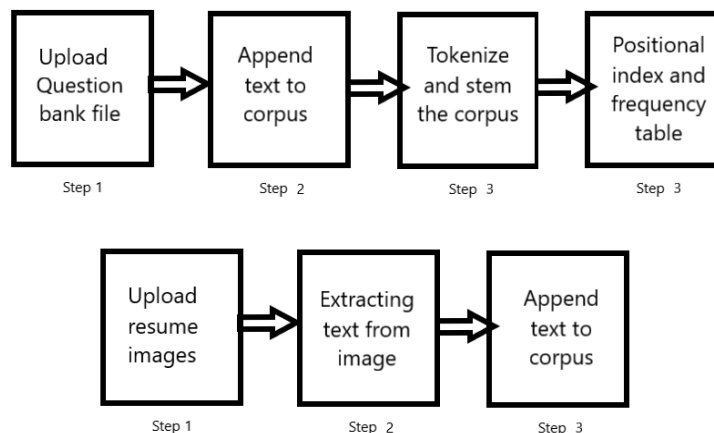 Upload
Question
bank file
Append
text to
corpus
Tokenize
and stem
the corpus
Positional
index and
frequency
table
Step 1
Step 2
Step 3
Step 3
Upload
resume
images
Extracting
text from
image
Append
text to
corpus
Step 1
Step 2
Step 3